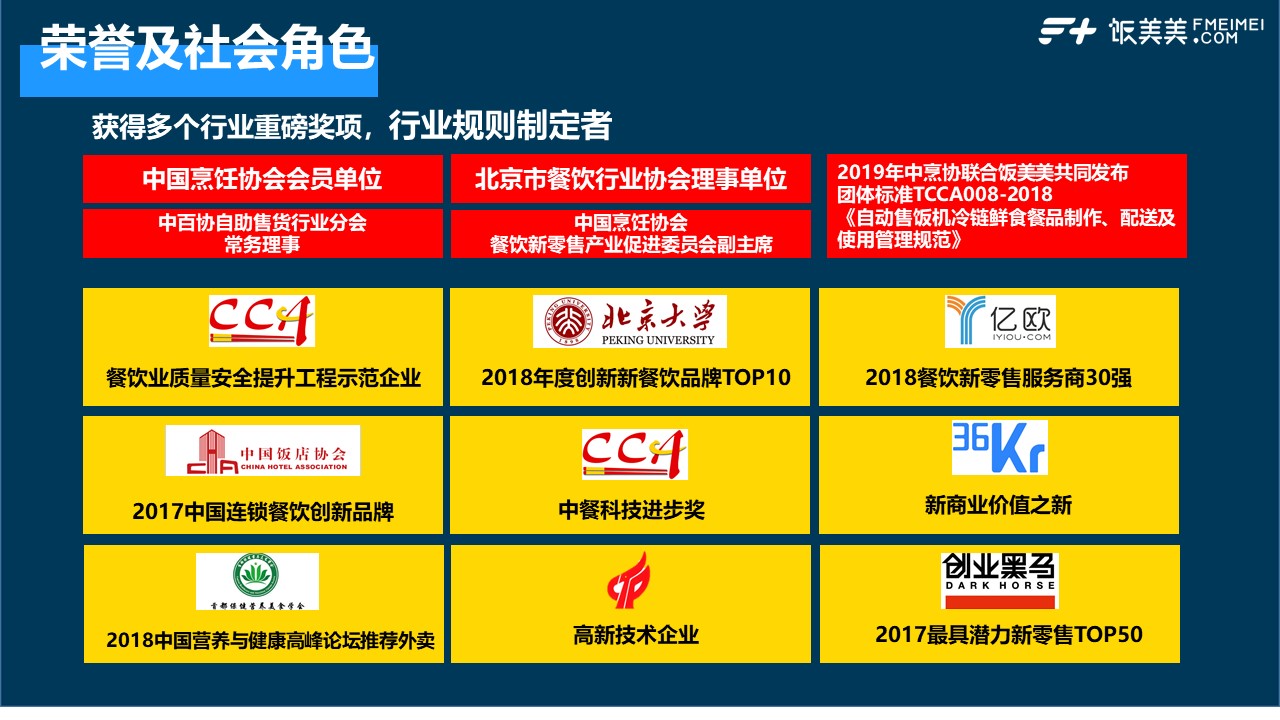 荣誉及社会角色
饭美美 FMEIMEI
.COM
获得多个行业重磅奖项，行业规则制定者
中国烹饪协会会员单位
北京市餐饮行业协会理事单位
2019年中烹协联合饭美美共同发布
团体标准TCCA008-2018
《自动售饭机冷链鲜食餐品制作、配送及
使用管理规范》
中百协自助售货行业分会
常务理事
中国烹饪协会
餐饮新零售产业促进委员会副主席
CCA
餐饮业质量安全提升工程示范企业
PEKING UNIVERSITY
1898
北京大学
PEKING UNIVERSITY
2018年度创新新餐饮品牌TOP10
亿欧
IYIOU·COM
2018餐饮新零售服务商30强
CHA
中国饭店协会
CHINA HOTEL ASSOCIATION
2017中国连锁餐饮创新品牌
CCA
中餐科技进步奖
36Kr
新商业价值之新
首都保健营养美食学会
2018中国营养与健康高峰论坛推荐外卖
高新技术企业
创业黑马
DARK HORSE
2017最具潜力新零售TOP50